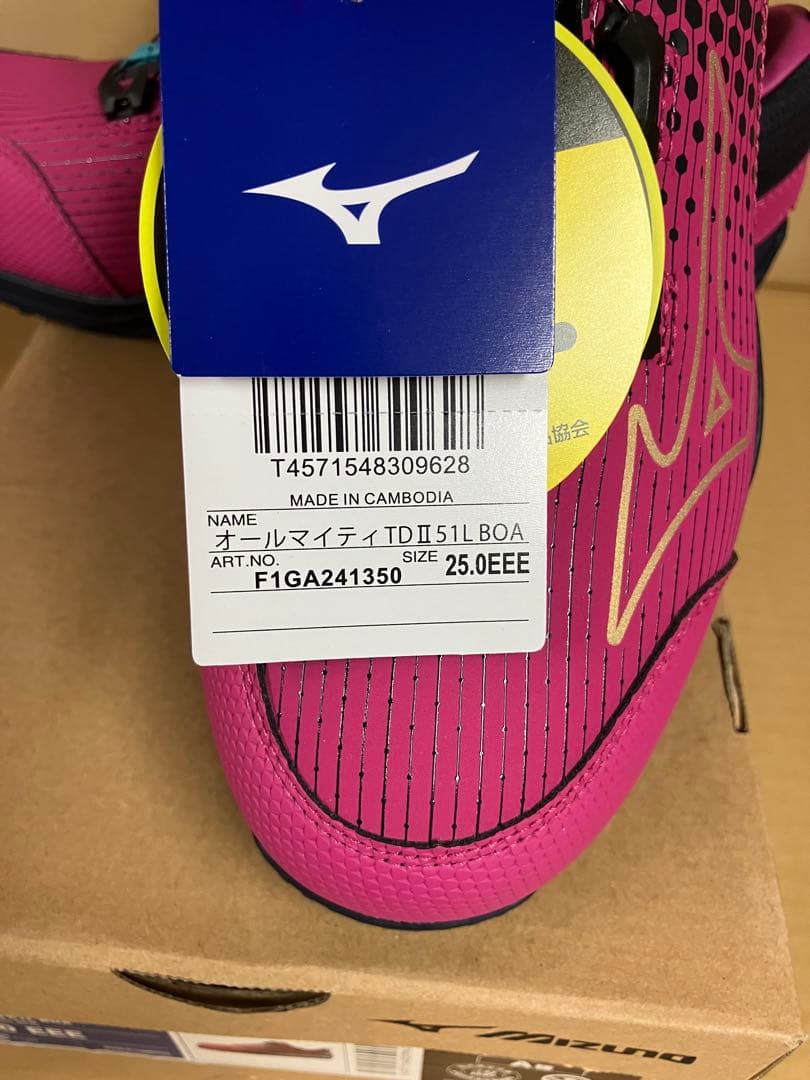 協会
T4571548309628
MADE IN CAMBODIA
NAME
オールマイティTDⅡ51L BOA
ART.NO. F1GA241350 SIZE 25.0EEE
EEE
MIZUNO